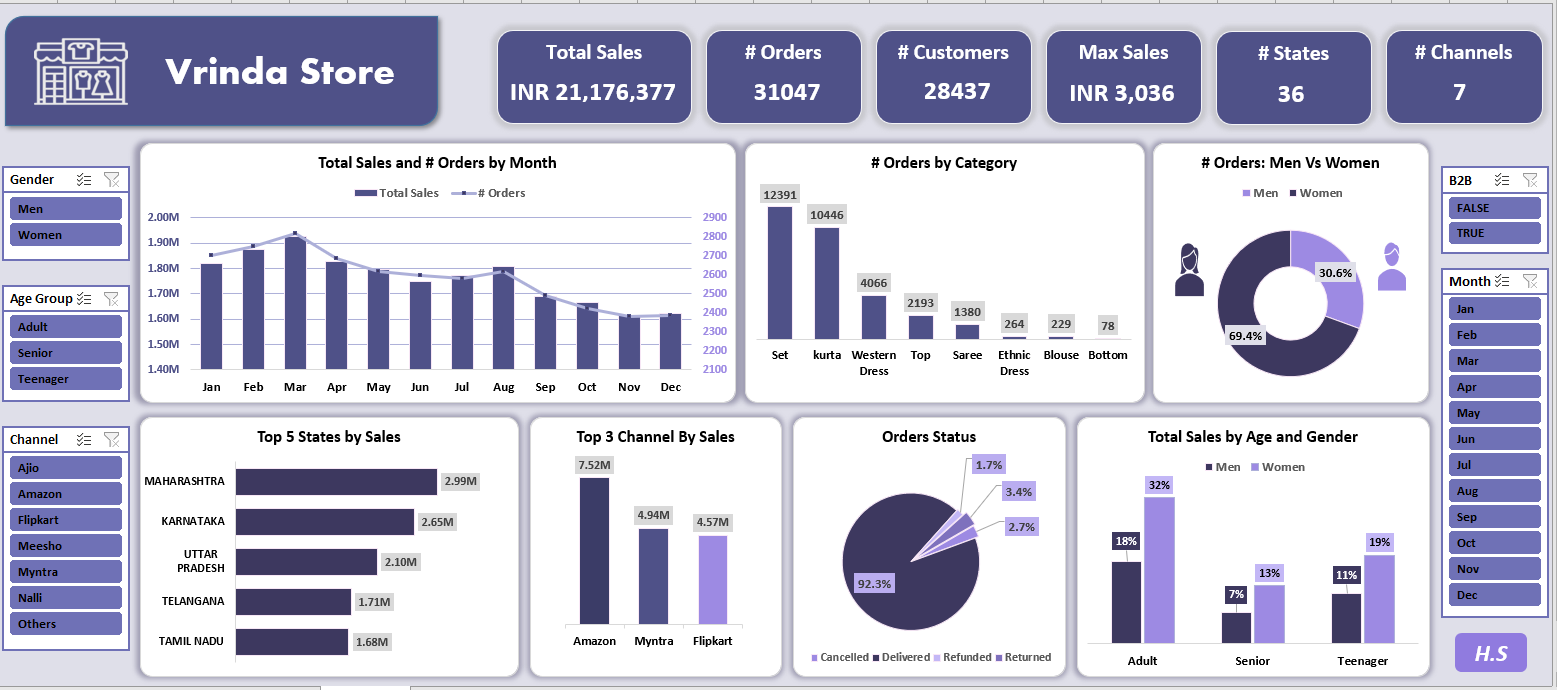 Vrinda Store
Total Sales
INR 21,176,377
# Orders
31047
# Customers
28437
Max Sales
INR 3,036
# States
36
# Channels
7
Gender
Men
Women
Age Group
Adult
Senior
Teenager
Channel
Ajio
Amazon
Flipkart
Meesho
Myntra
Nalli
Others
Total Sales and # Orders by Month
Total Sales # Orders
2.00M
1.90M
1.80M
1.70M
1.60M
1.50M
1.40M
2900
2800
2700
2600
2500
2400
2300
2200
2100
Jan Feb Mar Apr May Jun Jul Aug Sep Oct Nov Dec
# Orders by Category
12391
10446
4066
2193
1380
264
229
78
Set kurta Western Dress Top Saree Ethnic Dress Blouse Bottom
# Orders: Men Vs Women
Men Women
30.6%
69.4%
B2B
FALSE
TRUE
Month
Jan
Feb
Mar
Apr
May
Jun
Jul
Aug
Sep
Oct
Nov
Dec
Top 5 States by Sales
MAHARASHTRA 2.99M
KARNATAKA 2.65M
UTTAR PRADESH 2.10M
TELANGANA 1.71M
TAMIL NADU 1.68M
Top 3 Channel By Sales
7.52M
4.94M
4.57M
Amazon Myntra Flipkart
Orders Status
1.7%
3.4%
2.7%
92.3%
Cancelled Delivered Refunded Returned
Total Sales by Age and Gender
Men Women
18% 32%
7% 13%
11% 19%
Adult Senior Teenager
H.S